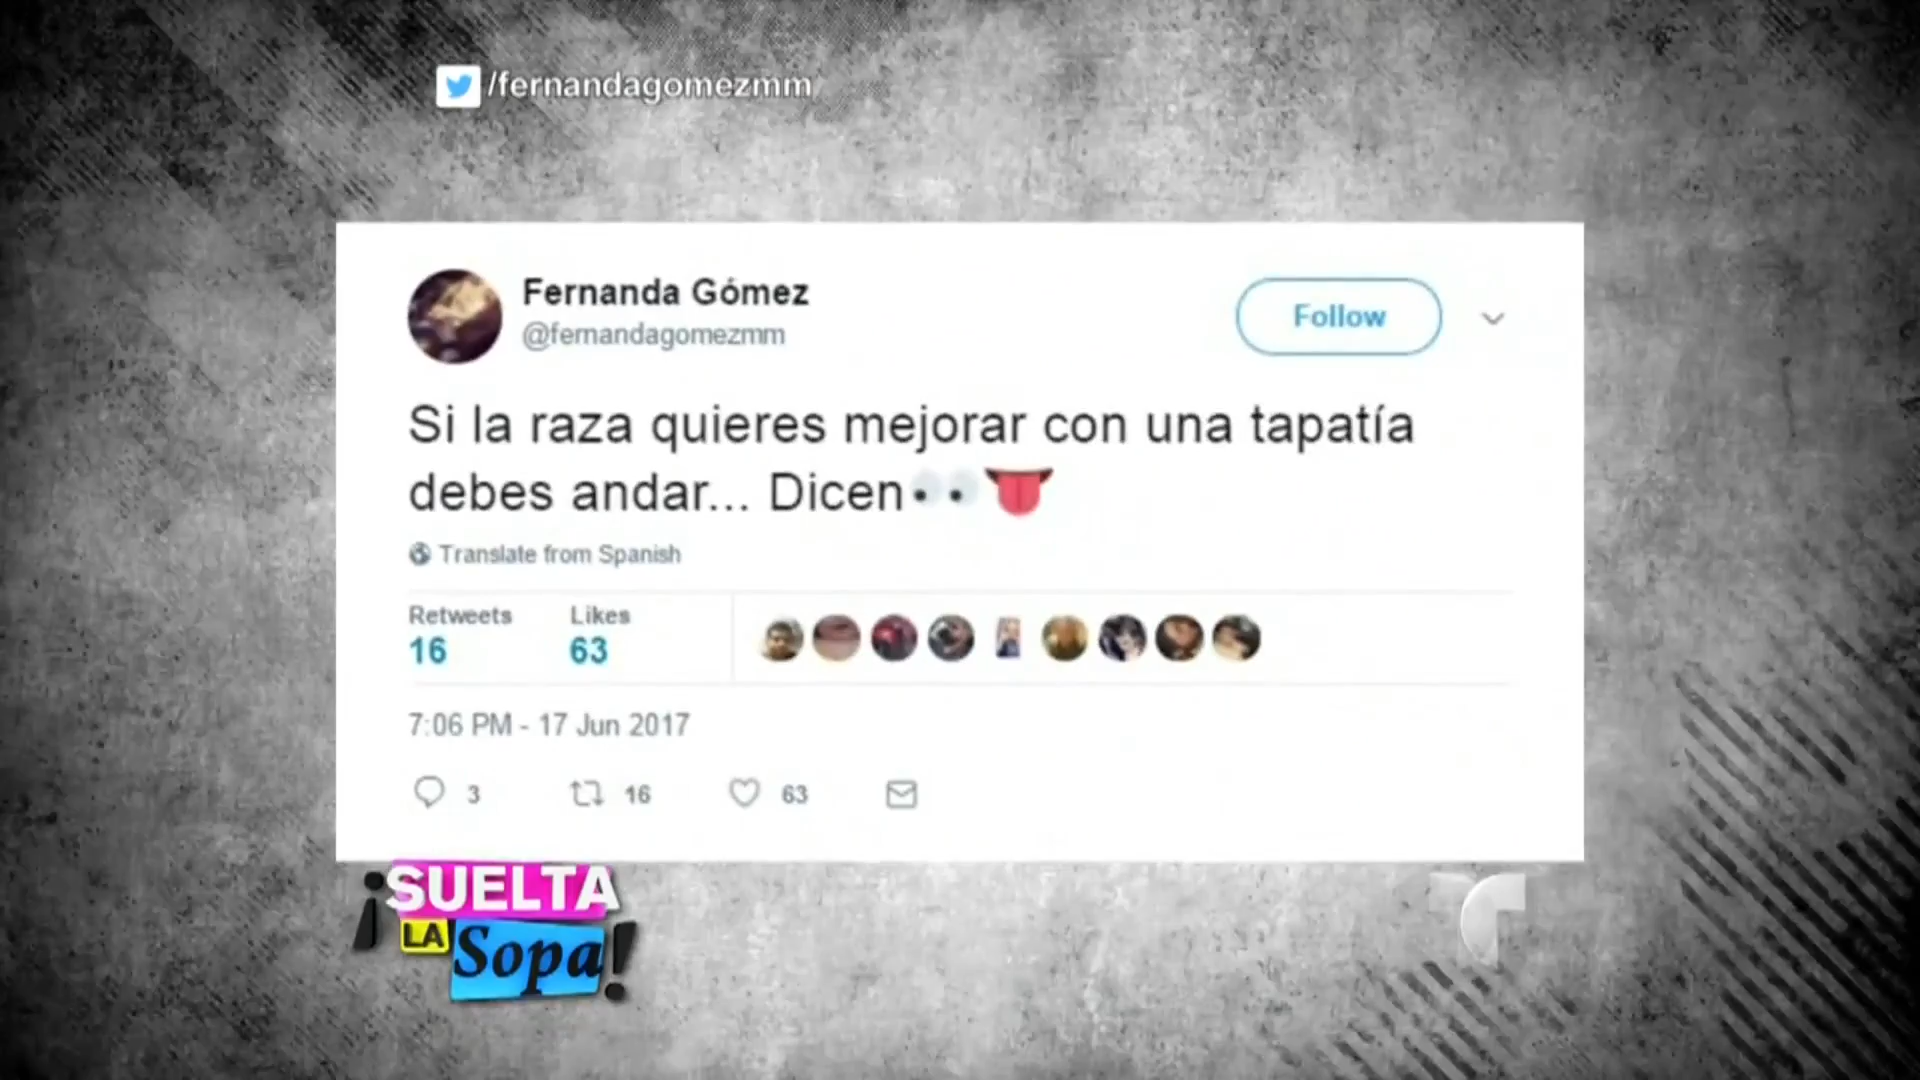 /fernandagomezmm
Fernanda Gómez
@fernandagomezmm
Follow
Si la raza quieres mejorar con una tapatía
debes andar... Dicen👀👅
Translate from Spanish
Retweets Likes
16 63
7:06 PM - 17 Jun 2017
3 16 63
¡SUELTA
LA
Sopa!